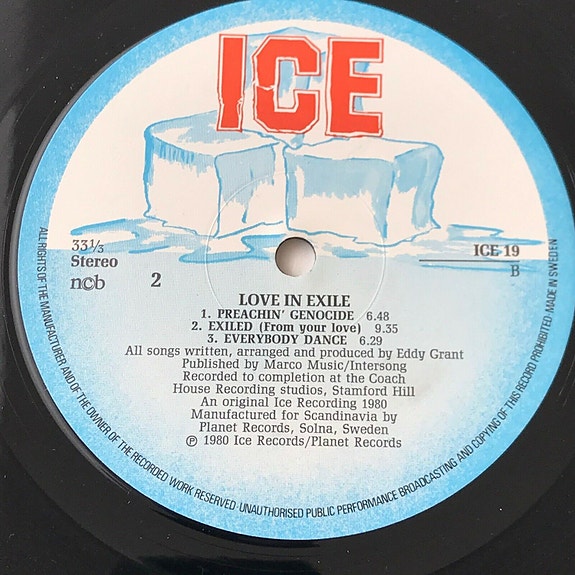 ICE
33 1/3
Stereo
ncb
2
ICE-19
B
LOVE IN EXILE
1. PREACHIN' GENOCIDE 6.48
2. EXILED (From your love) 9.35
3. EVERYBODY DANCE 6.29
All songs written, arranged and produced by Eddy Grant
Published by Marco Music/Intersong
Recorded to completion at the Coach
House Recording studios, Stamford Hill
An original Ice Recording 1980
Manufactured for Scandinavia by
Planet Records, Solna, Sweden
℗ 1980 Ice Records/Planet Records
ALL RIGHTS OF THE MANUFACTURER AND OF THE OWNER OF THE RECORDED WORK RESERVED · UNAUTHORISED PUBLIC PERFORMANCE BROADCASTING AND COPYING OF THIS RECORD PROHIBITED · MADE IN SWEDEN